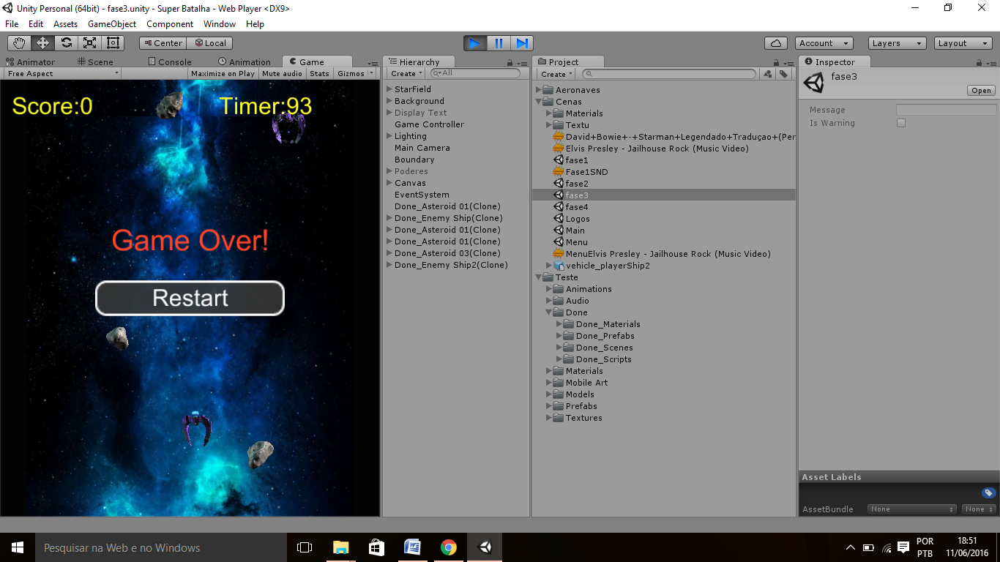 Unity Personal (64bit) - fase3.unity - Super Batalha - Web Player <DX9>
File Edit Assets GameObject Component Window Help
Center Local Account Layers Layout
Animator Scene Console Animation Game
Free Aspect Maximize on Play Mute audio Stats Gizmos
Score:0 Timer:93
Game Over!
Restart
Hierarchy
Create All
StarField
Background
Display Text
Game Controller
Lighting
Main Camera
Boundary
Poderes
Canvas
EventSystem
Done_Asteroid 01(Clone)
Done_Enemy Ship(Clone)
Done_Asteroid 01(Clone)
Done_Asteroid 01(Clone)
Done_Asteroid 03(Clone)
Done_Enemy Ship2(Clone)
Project
Create
Aeronaves
Cenas
Materials
Textu
David+Bowie+-+Starman+Legendado+Traduçao+(Per
Elvis Presley - Jailhouse Rock (Music Video)
fase1
Fase1SND
fase2
fase3
fase4
Logos
Main
Menu
MenuElvis Presley - Jailhouse Rock (Music Video)
vehicle_playerShip2
Teste
Animations
Audio
Done
Done_Materials
Done_Prefabs
Done_Scenes
Done_Scripts
Materials
Mobile Art
Models
Prefabs
Textures
Inspector
fase3
Open
Message
Is Warning
Asset Labels
AssetBundle None None
Pesquisar na Web e no Windows
POR
PTB
18:51
11/06/2016